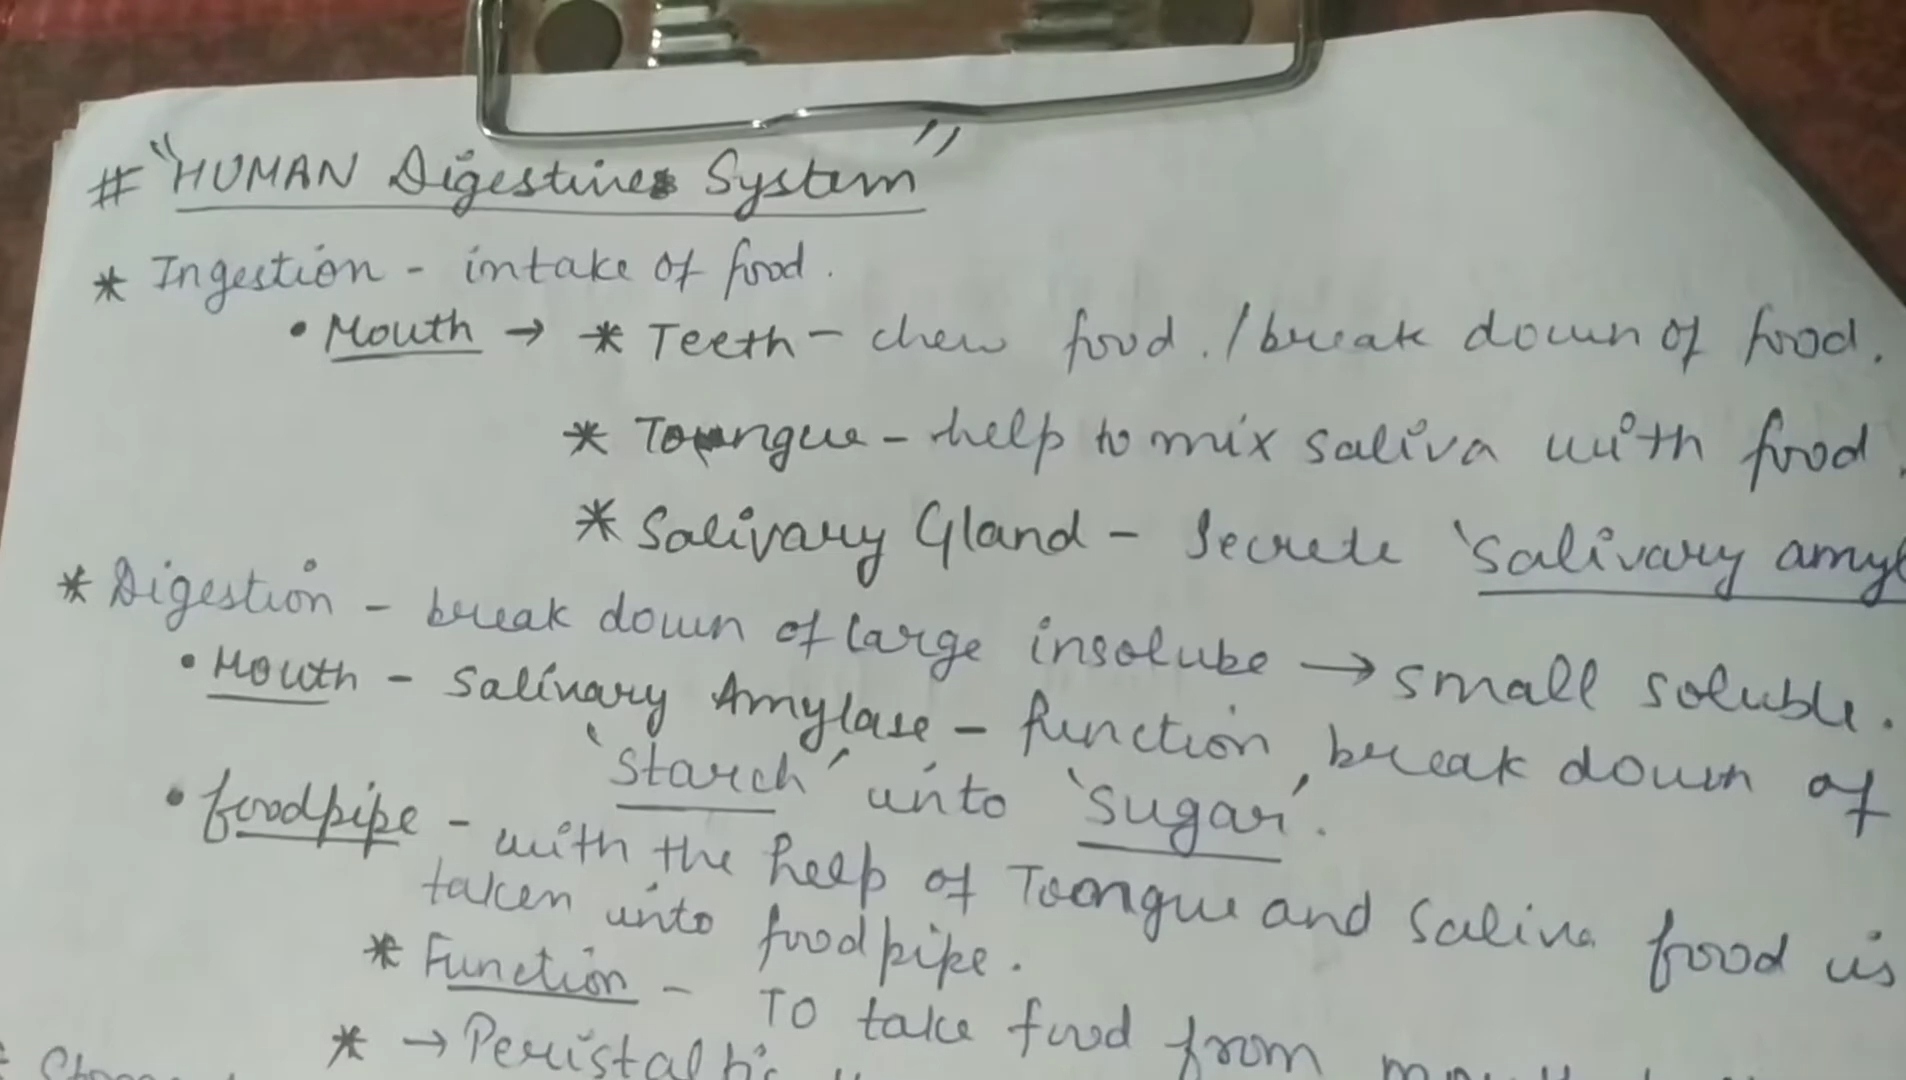 # "HUMAN Digestive System"
* Ingestion - intake of food.
• Mouth → * Teeth - chew food. / break down of food.
* Toungue - help to mix saliva with food.
* Salivary Gland - Secrete 'Salivary amyl
* Digestion - break down of large insolube → small soluble.
• Mouth - Salivary Amylase - function, break down of
'Starch' into 'Sugar'.
• foodpipe - with the help of Toongue and Saliva food is
taken into foodpipe.
* Function - To take food from
* → Peristaltic